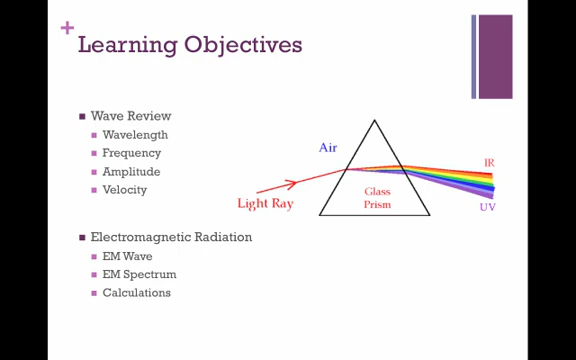 +
Learning Objectives
Wave Review
Wavelength
Frequency
Amplitude
Velocity
Electromagnetic Radiation
EM Wave
EM Spectrum
Calculations
Air
Light Ray
Glass
Prism
IR
UV